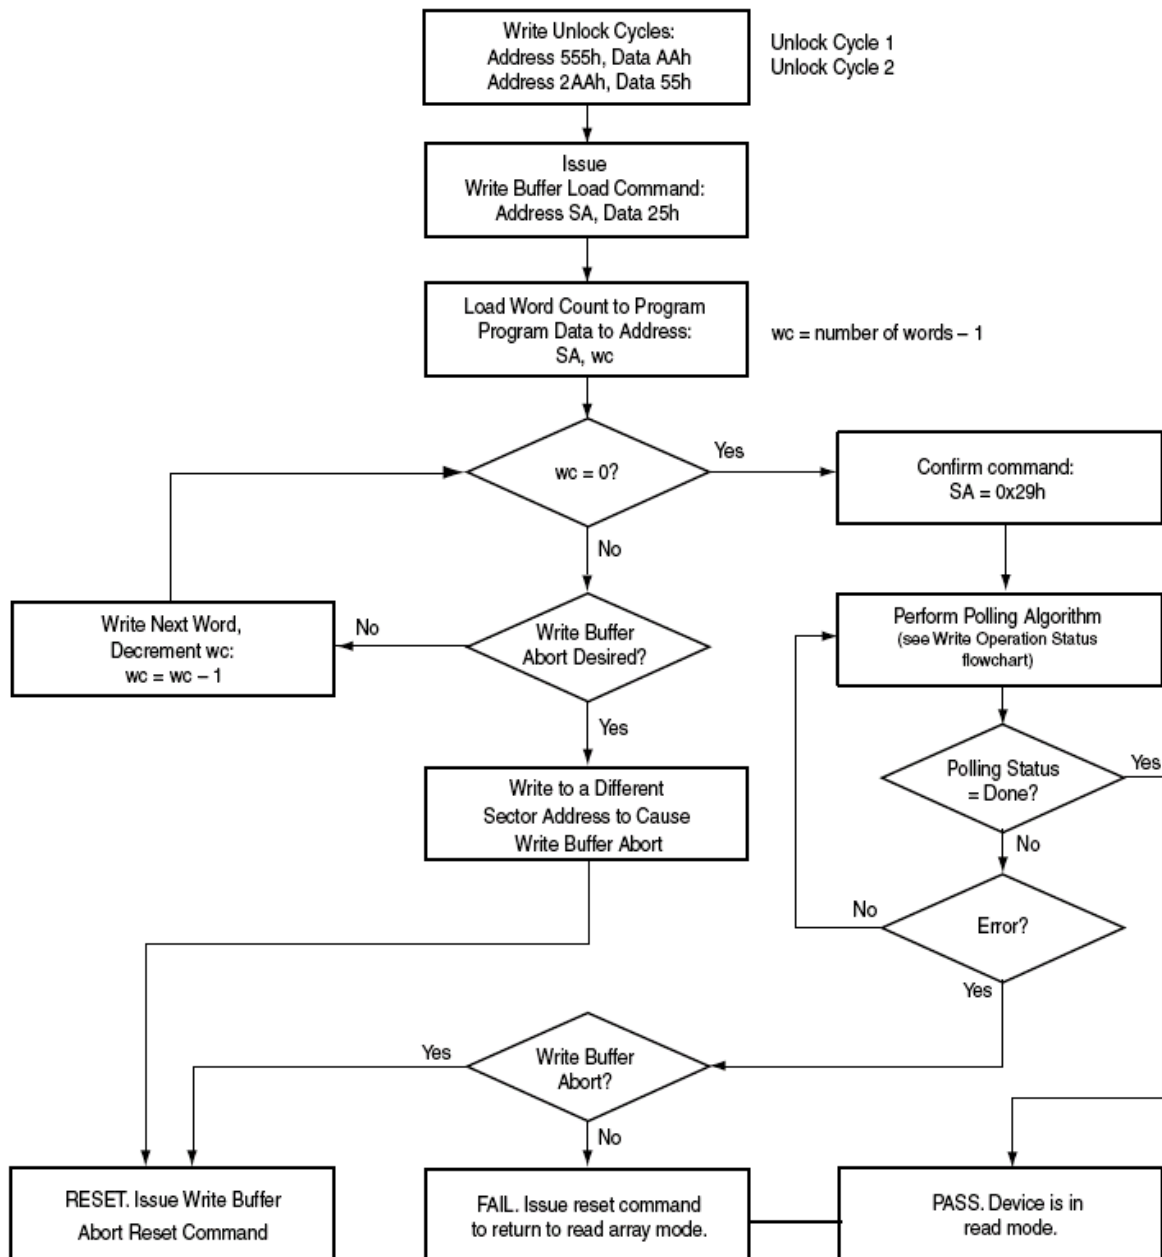 Write Unlock Cycles:
Address 555h, Data AAh
Address 2AAh, Data 55h
Unlock Cycle 1
Unlock Cycle 2
Issue
Write Buffer Load Command:
Address SA, Data 25h
Load Word Count to Program
Program Data to Address:
SA, wc
wc = number of words – 1
wc = 0?
Yes
Confirm command:
SA = 0x29h
No
Write Next Word,
Decrement wc:
wc = wc – 1
No
Write Buffer
Abort Desired?
Perform Polling Algorithm
(see Write Operation Status
flowchart)
Yes
Write to a Different
Sector Address to Cause
Write Buffer Abort
Polling Status
= Done?
Yes
No
No
Error?
Yes
Yes
Write Buffer
Abort?
No
RESET. Issue Write Buffer
Abort Reset Command
FAIL. Issue reset command
to return to read array mode.
PASS. Device is in
read mode.